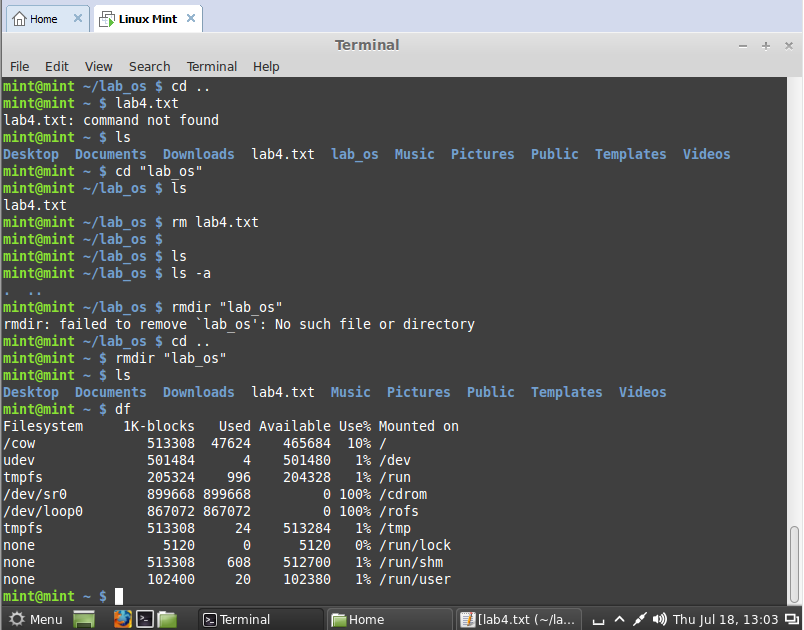 Home
Linux Mint
Terminal
File Edit View Search Terminal Help
mint@mint ~/lab_os $ cd ..
mint@mint ~ $ lab4.txt
lab4.txt: command not found
mint@mint ~ $ ls
Desktop Documents Downloads lab4.txt lab_os Music Pictures Public Templates Videos
mint@mint ~ $ cd "lab_os"
mint@mint ~/lab_os $ ls
lab4.txt
mint@mint ~/lab_os $ rm lab4.txt
mint@mint ~/lab_os $
mint@mint ~/lab_os $ ls
mint@mint ~/lab_os $ ls -a
. ..
mint@mint ~/lab_os $ rmdir "lab_os"
rmdir: failed to remove `lab_os': No such file or directory
mint@mint ~/lab_os $ cd ..
mint@mint ~ $ rmdir "lab_os"
mint@mint ~ $ ls
Desktop Documents Downloads lab4.txt Music Pictures Public Templates Videos
mint@mint ~ $ df
Filesystem 1K-blocks Used Available Use% Mounted on
/cow 513308 47624 465684 10% /
udev 501484 4 501480 1% /dev
tmpfs 205324 996 204328 1% /run
/dev/sr0 899668 899668 0 100% /cdrom
/dev/loop0 867072 867072 0 100% /rofs
tmpfs 513308 24 513284 1% /tmp
none 5120 0 5120 0% /run/lock
none 513308 608 512700 1% /run/shm
none 102400 20 102380 1% /run/user
mint@mint ~ $
Menu Terminal Home [lab4.txt (~/la... Thu Jul 18, 13:03